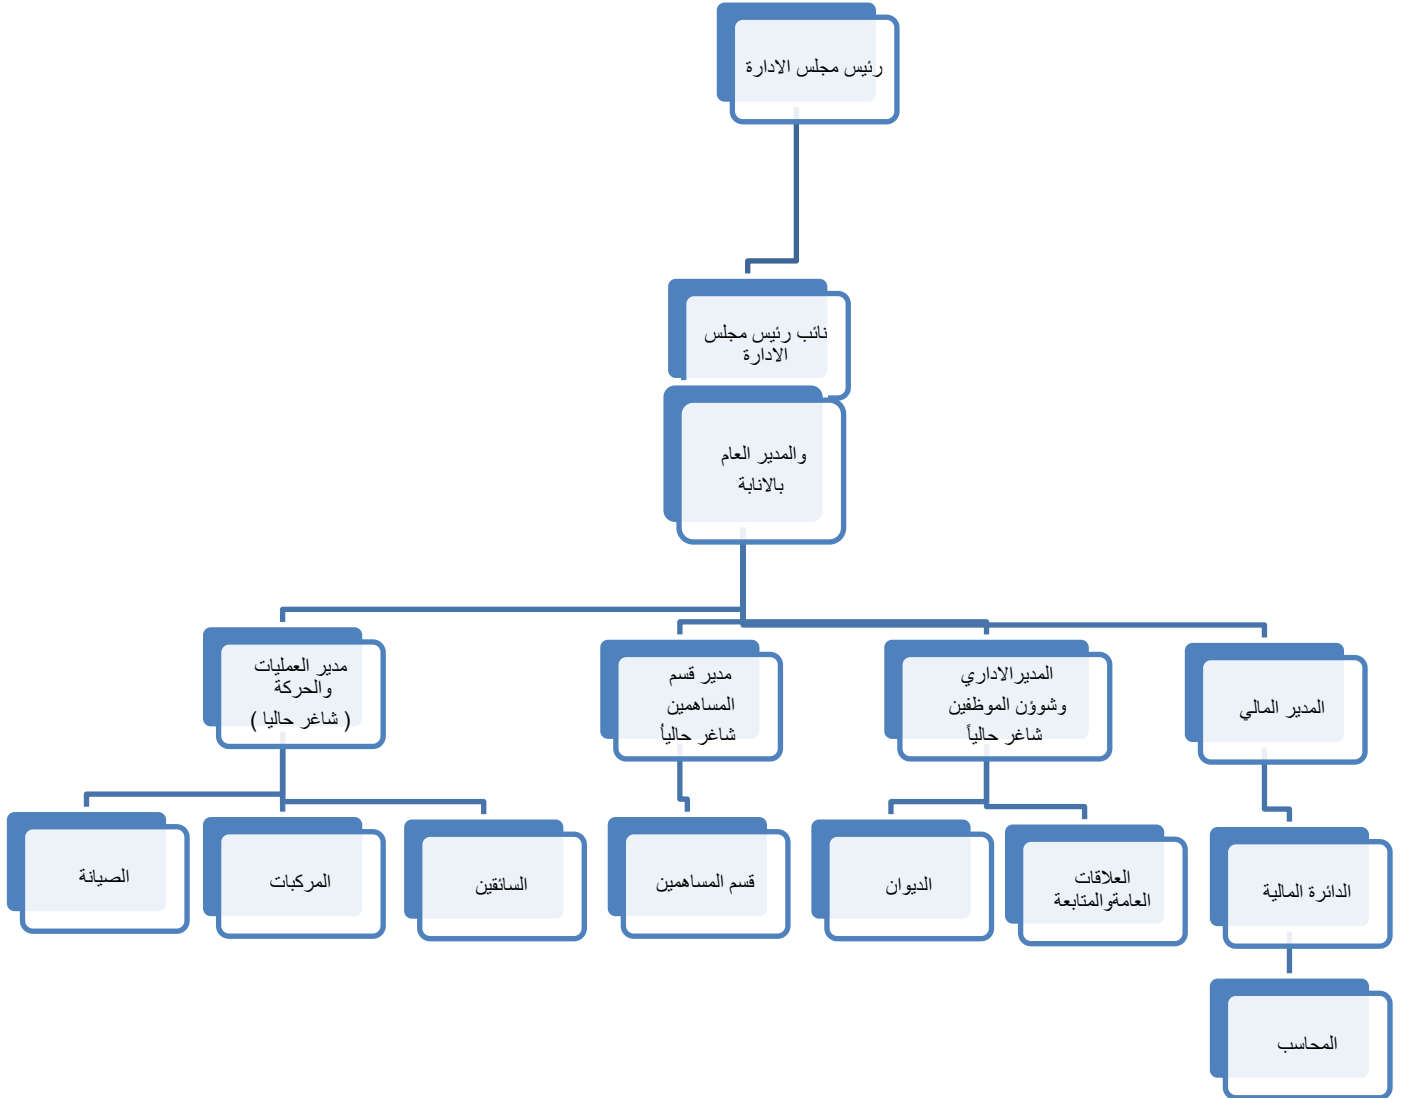 رئيس مجلس الادارة
نائب رئيس مجلس
الادارة
والمدير العام
بالانابة
المدير المالي
المديرالاداري
وشوؤن الموظفين
شاغر حالياً
مدير قسم
المساهمين
شاغر حالياُ
مدير العمليات
والحركة
( شاغر حاليا )
الدائرة المالية
العلاقات
العامةوالمتابعة
الديوان
قسم المساهمين
السائقين
المركبات
الصيانة
المحاسب